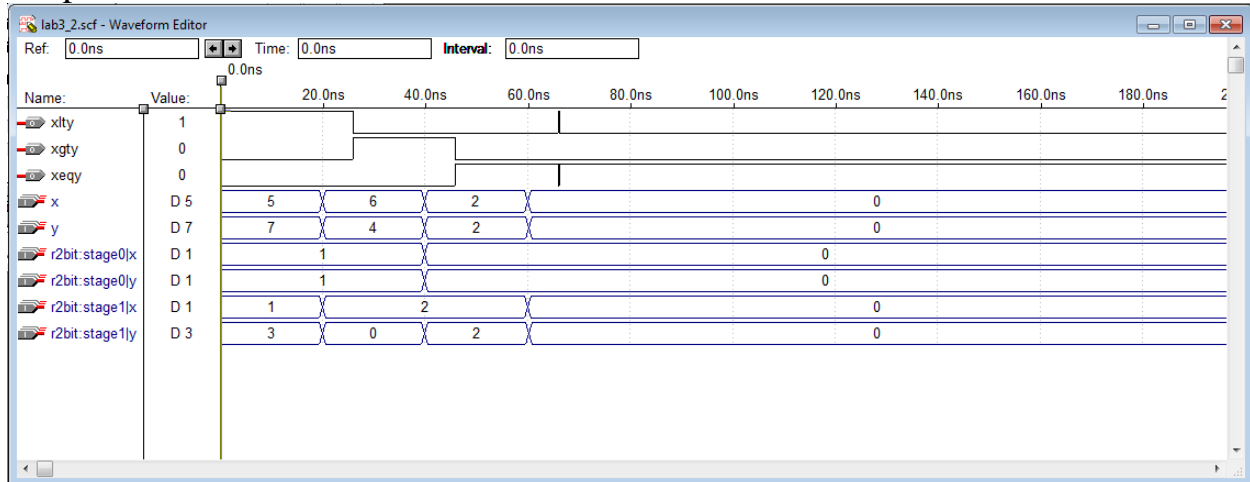 lab3_2.scf - Waveform Editor
Ref: 0.0ns Time: 0.0ns Interval: 0.0ns
0.0ns
Name: Value: 20.0ns 40.0ns 60.0ns 80.0ns 100.0ns 120.0ns 140.0ns 160.0ns 180.0ns 2
xlty 1
xgty 0
xeqy 0
x D 5 5 6 2 0
y D 7 7 4 2 0
r2bit:stage0|x D 1 1 0
r2bit:stage0|y D 1 1 0
r2bit:stage1|x D 1 1 2 0
r2bit:stage1|y D 3 3 0 2 0